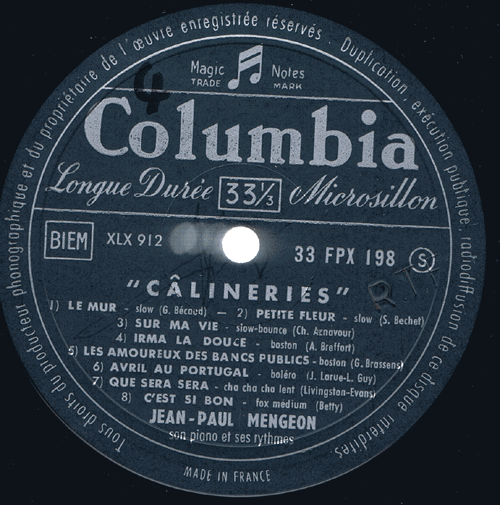 Tous droits du producteur phonographique et du propriétaire de l'œuvre enregistrée réservés · Duplication, exécution publique, radiodiffusion de ce disque interdites
4
Magic Notes
TRADE MARK
Columbia
Longue Durée 33⅓ Microsillon
BIEM XLX 912 33 FPX 198 S
"CÂLINERIES"
1) LE MUR - slow (G. Bécaud) — 2) PETITE FLEUR - slow (S. Bechet)
3) SUR MA VIE - slow-bounce (Ch. Aznavour)
4) IRMA LA DOUCE - boston (A. Breffort)
5) LES AMOUREUX DES BANCS PUBLICS - boston (G. Brassens)
6) AVRIL AU PORTUGAL - boléro (J. Larue-L. Guy)
7) QUE SERA SERA - cha cha cha lent (Livingston-Evans)
8) C'EST SI BON - fox médium (Betty)
JEAN-PAUL MENGEON
son piano et ses rythmes
MADE IN FRANCE